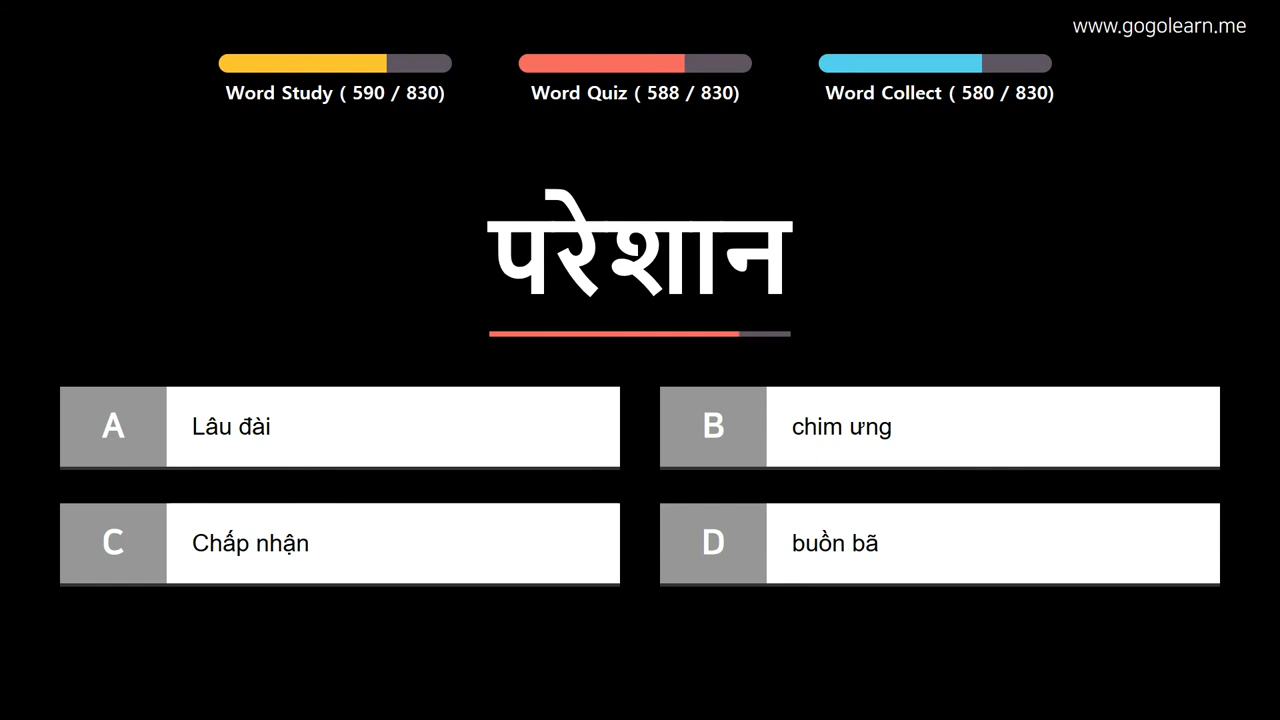 www.gogolearn.me
Word Study ( 590 / 830)
Word Quiz ( 588 / 830)
Word Collect ( 580 / 830)
परेशान
A Lâu đài
B chim ưng
C Chấp nhận
D buồn bã